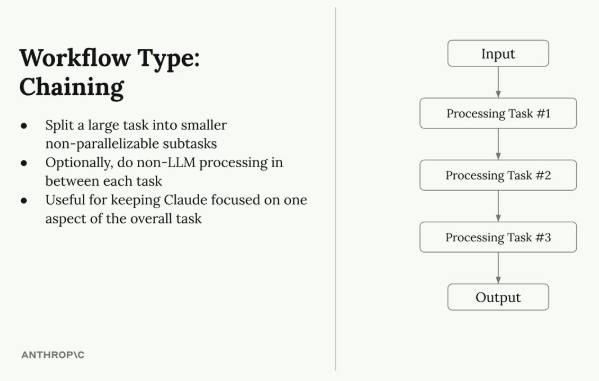 Workflow Type:
Chaining
● Split a large task into smaller
non-parallelizable subtasks
● Optionally, do non-LLM processing in
between each task
● Useful for keeping Claude focused on one
aspect of the overall task
ANTHROP\C
Input
Processing Task #1
Processing Task #2
Processing Task #3
Output